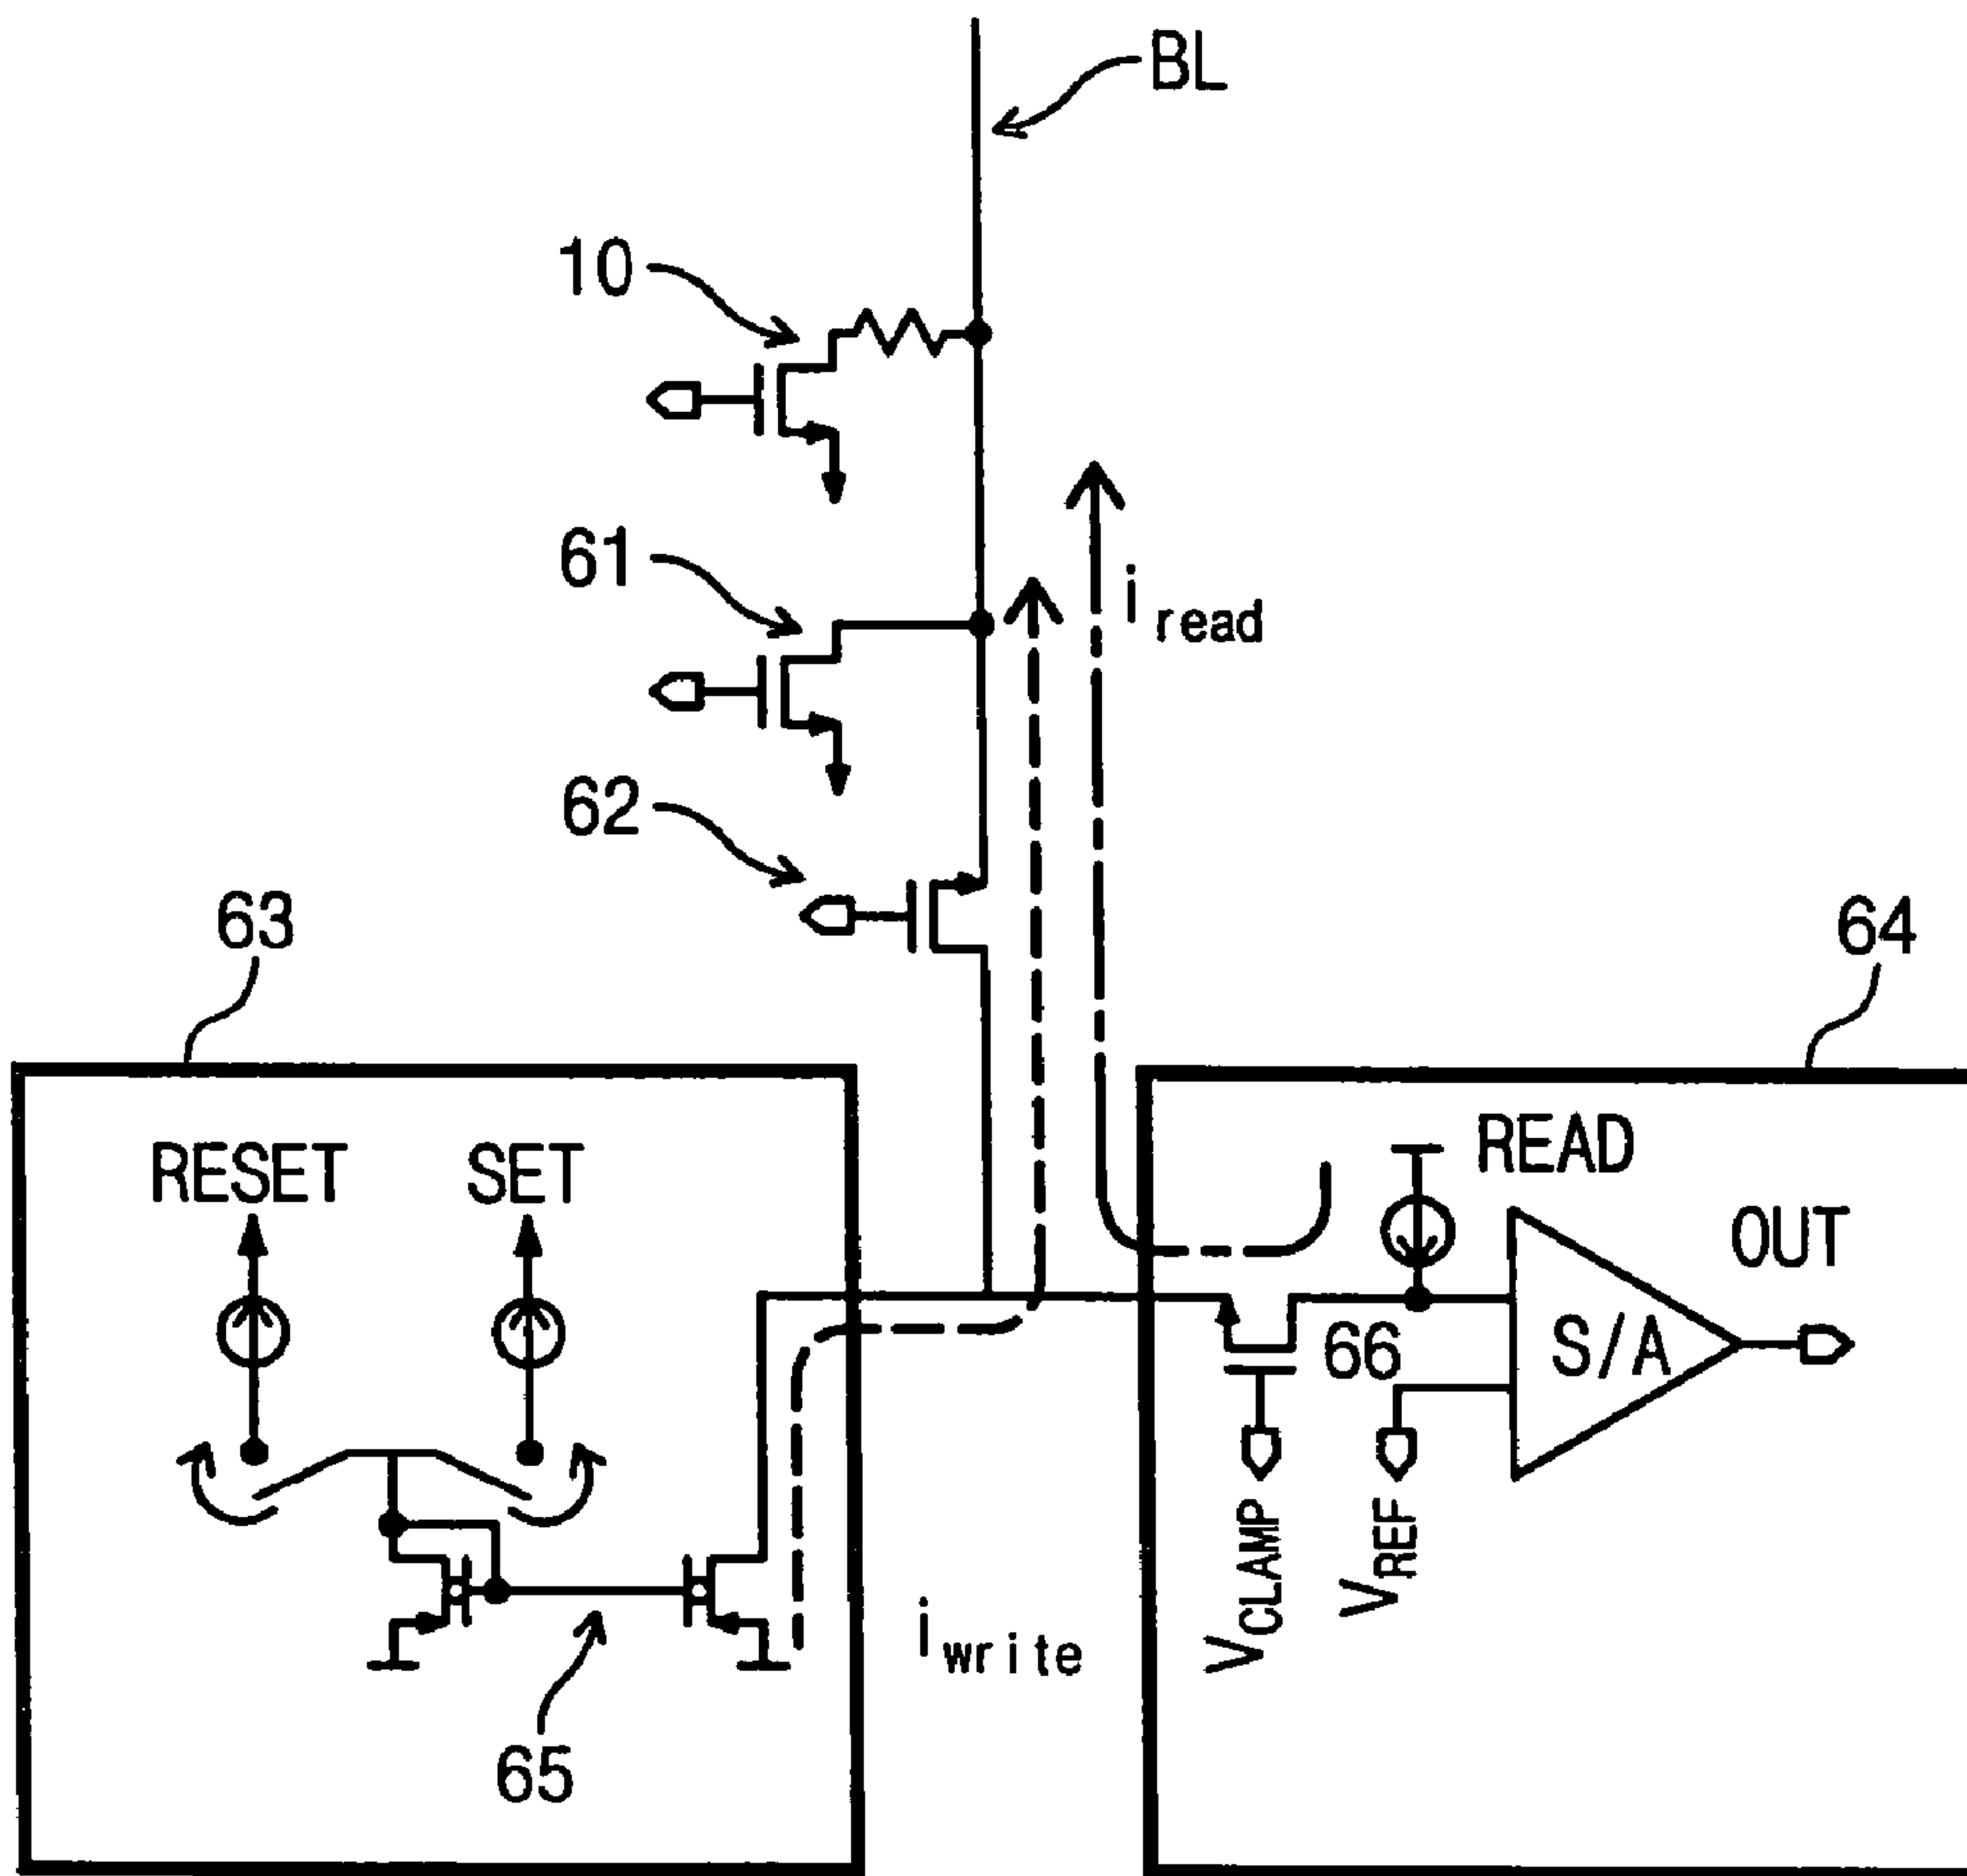 BL
10
61
i read
62
63
64
RESET
SET
READ
OUT
S/A
66
VCLAMP
VREF
i write
65